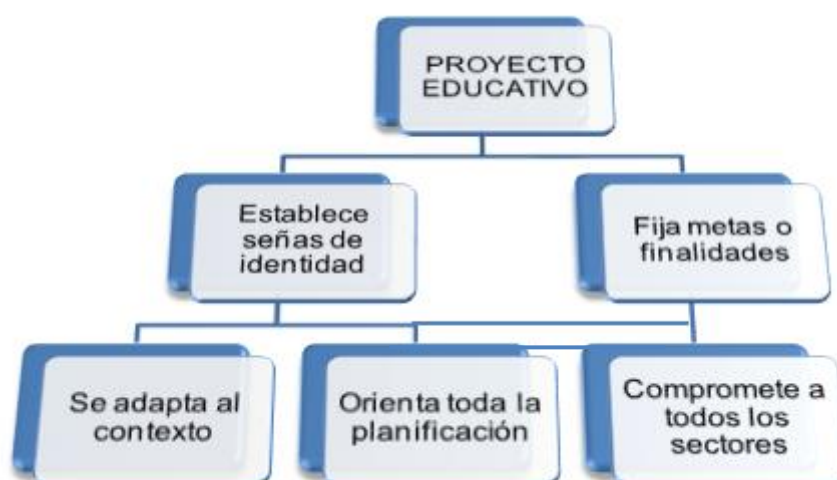 PROYECTO
EDUCATIVO
Establece
señas de
identidad
Fija metas o
finalidades
Se adapta al
contexto
Orienta toda la
planificación
Compromete a
todos los
sectores